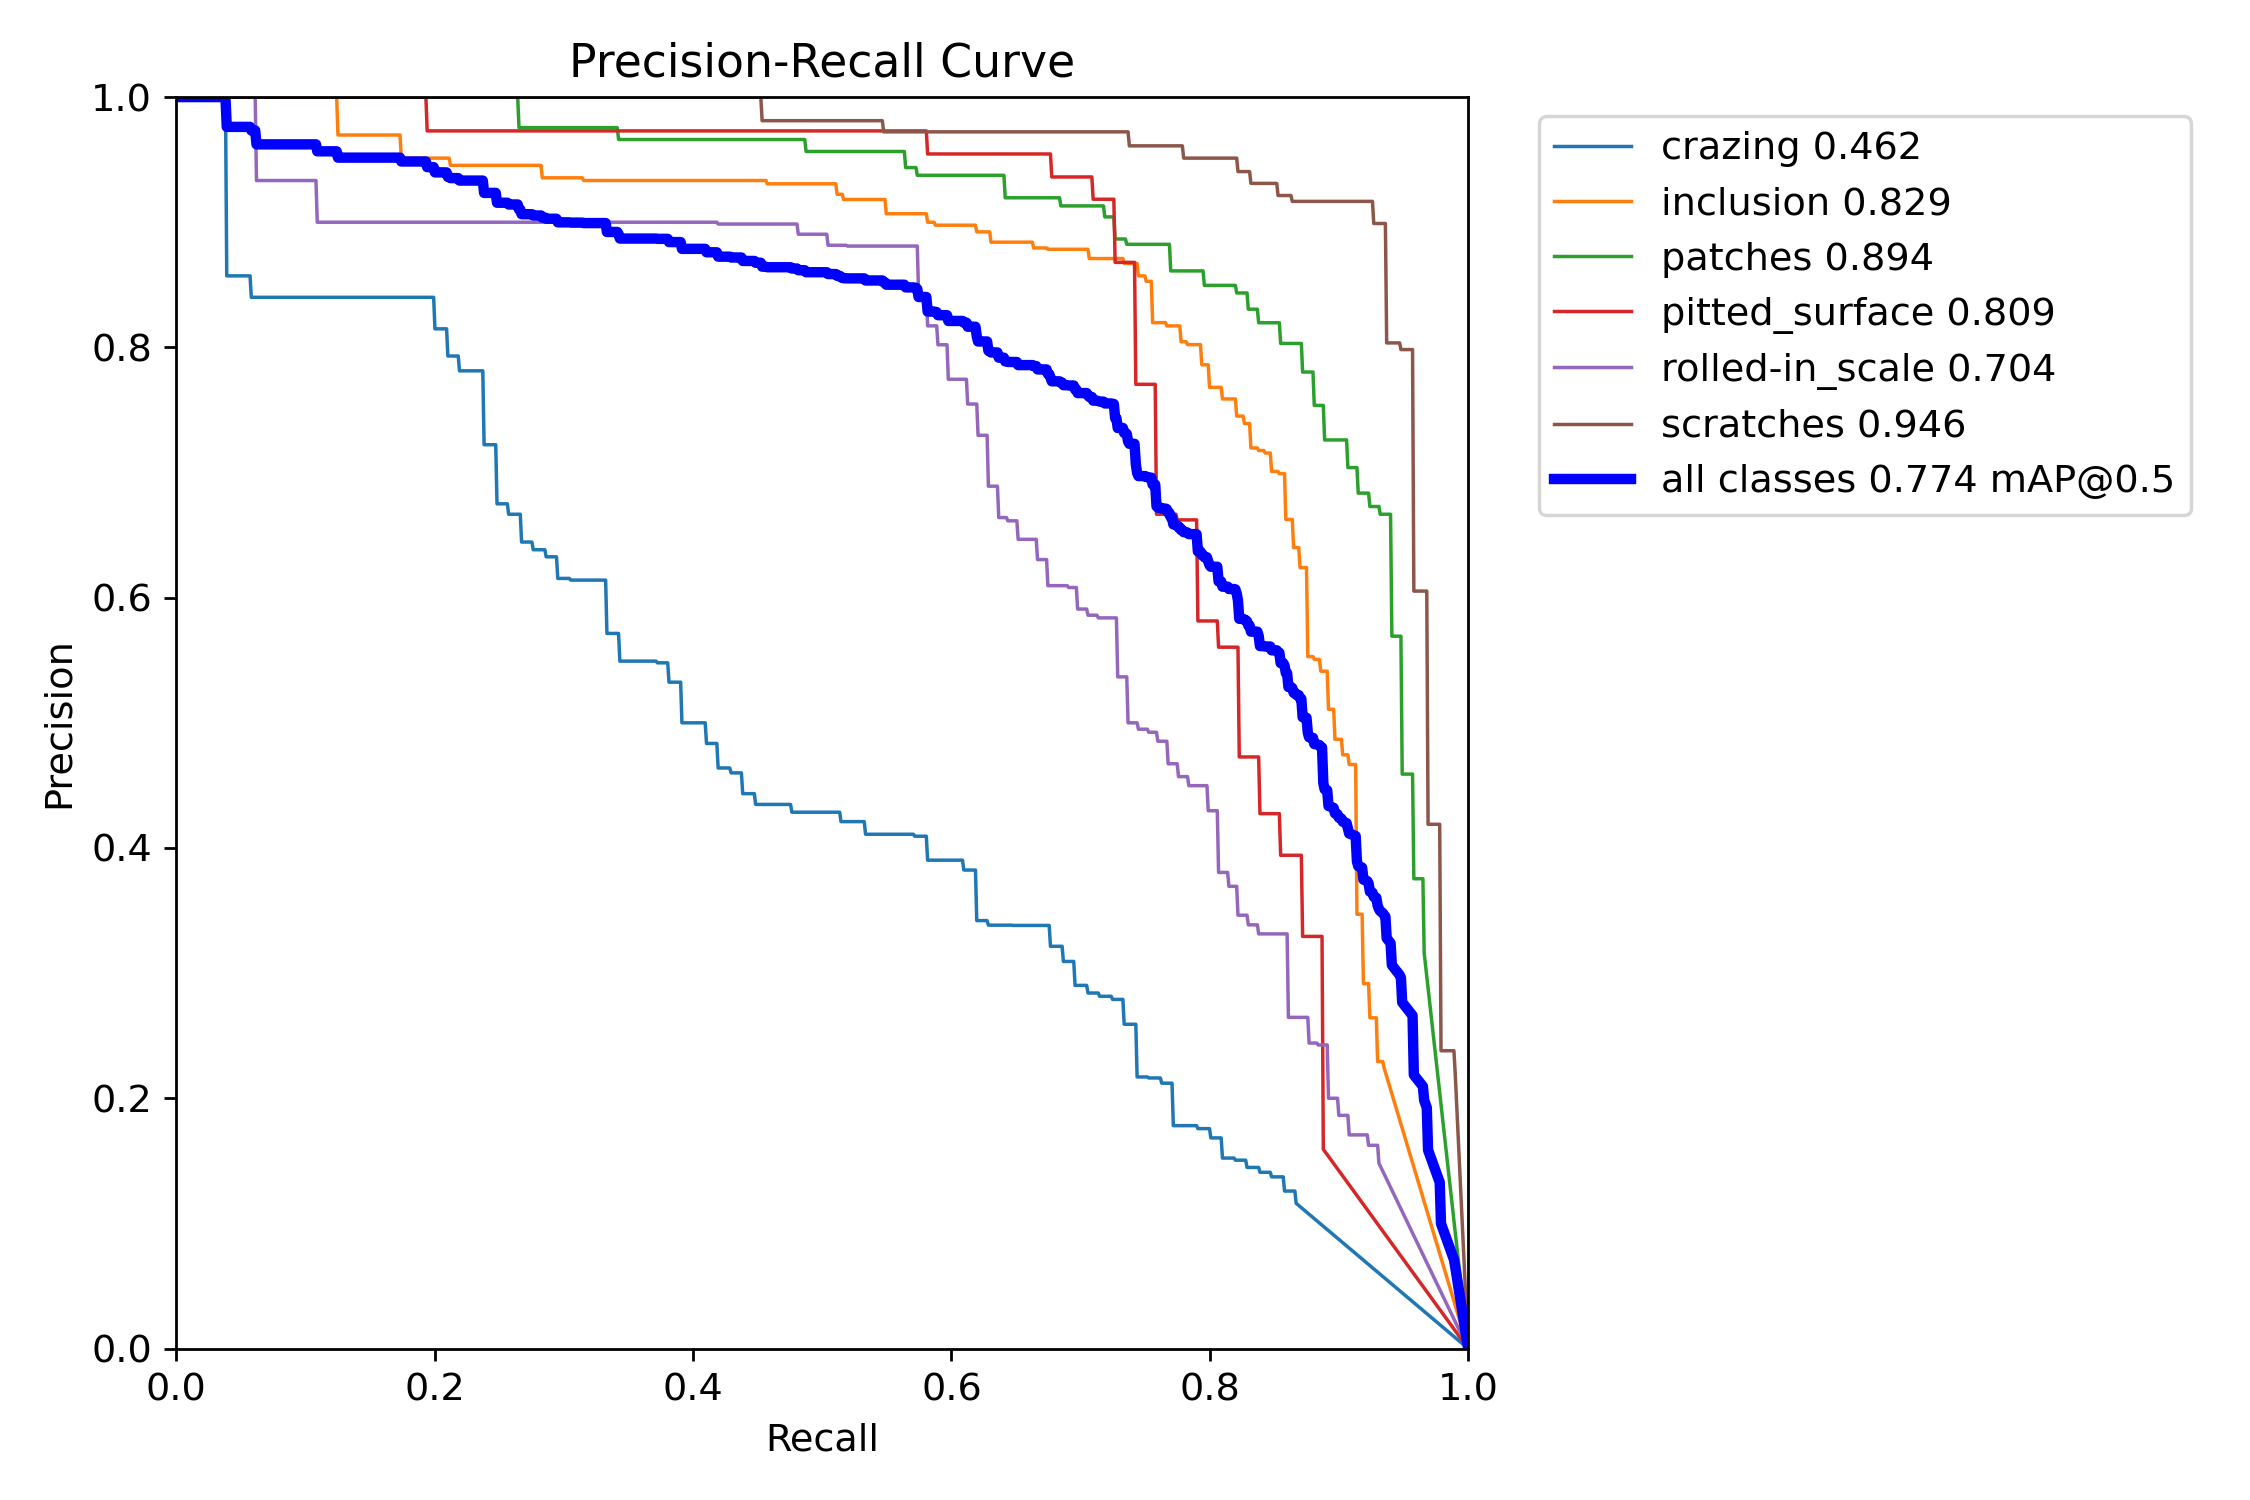 Precision-Recall Curve
1.0
0.8
0.6
0.4
0.2
0.0
Precision
0.0 0.2 0.4 0.6 0.8 1.0
Recall
crazing 0.462
inclusion 0.829
patches 0.894
pitted_surface 0.809
rolled-in_scale 0.704
scratches 0.946
all classes 0.774 mAP@0.5